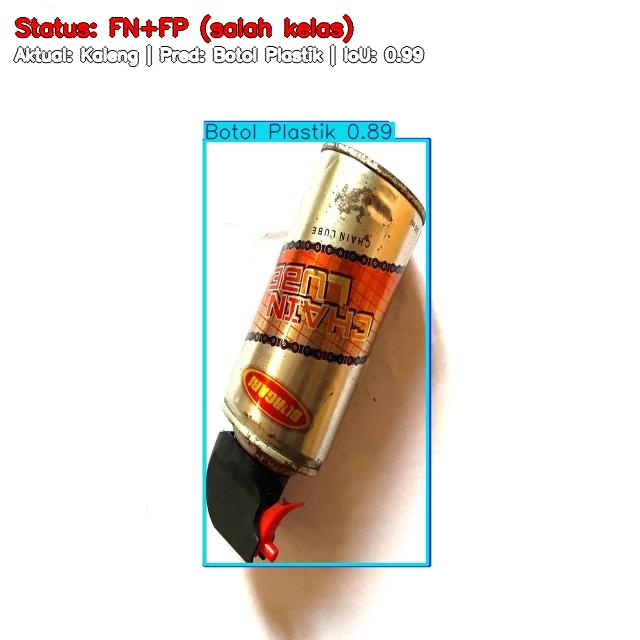 Status: FN+FP (salah kelas)
Aktual: Kaleng | Pred: Botol Plastik | IoU: 0.99
Botol Plastik 0.89
CHAIN LUBE
CHAIN
LUBE